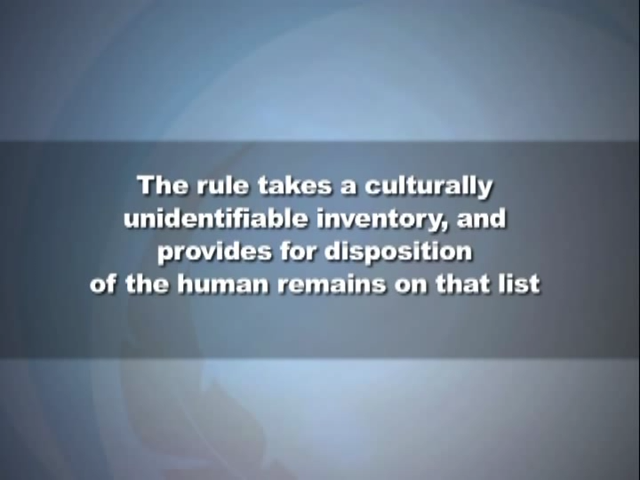 The rule takes a culturally
unidentifiable inventory, and
provides for disposition
of the human remains on that list